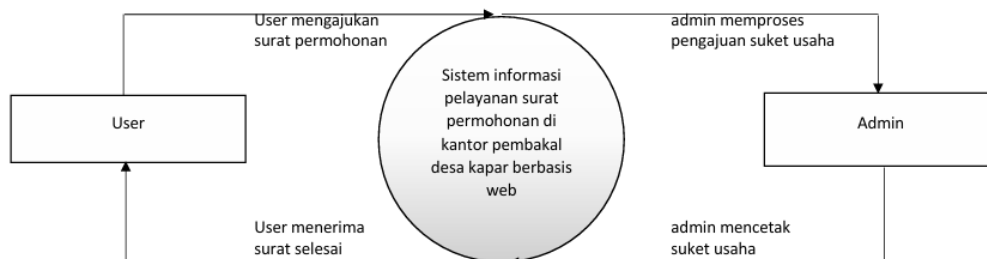 User mengajukan
surat permohonan
admin memproses
pengajuan suket usaha
User
Sistem informasi
pelayanan surat
permohonan di
kantor pembakal
desa kapar berbasis
web
Admin
User menerima
surat selesai
admin mencetak
suket usaha